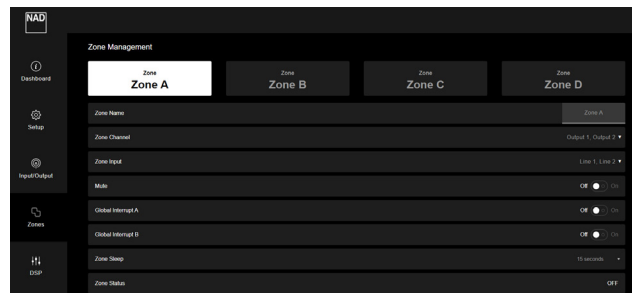 NAD
Zone Management
Dashboard
Zone
Zone A
Zone
Zone B
Zone
Zone C
Zone
Zone D
Setup
Zone Name Zone A
Zone Channel Output 1, Output 2
Input/Output
Zone Input Line 1, Line 2
Mute Off On
Zones
Global Interrupt A Off On
Global Interrupt B Off On
DSP
Zone Sleep 15 seconds
Zone Status OFF